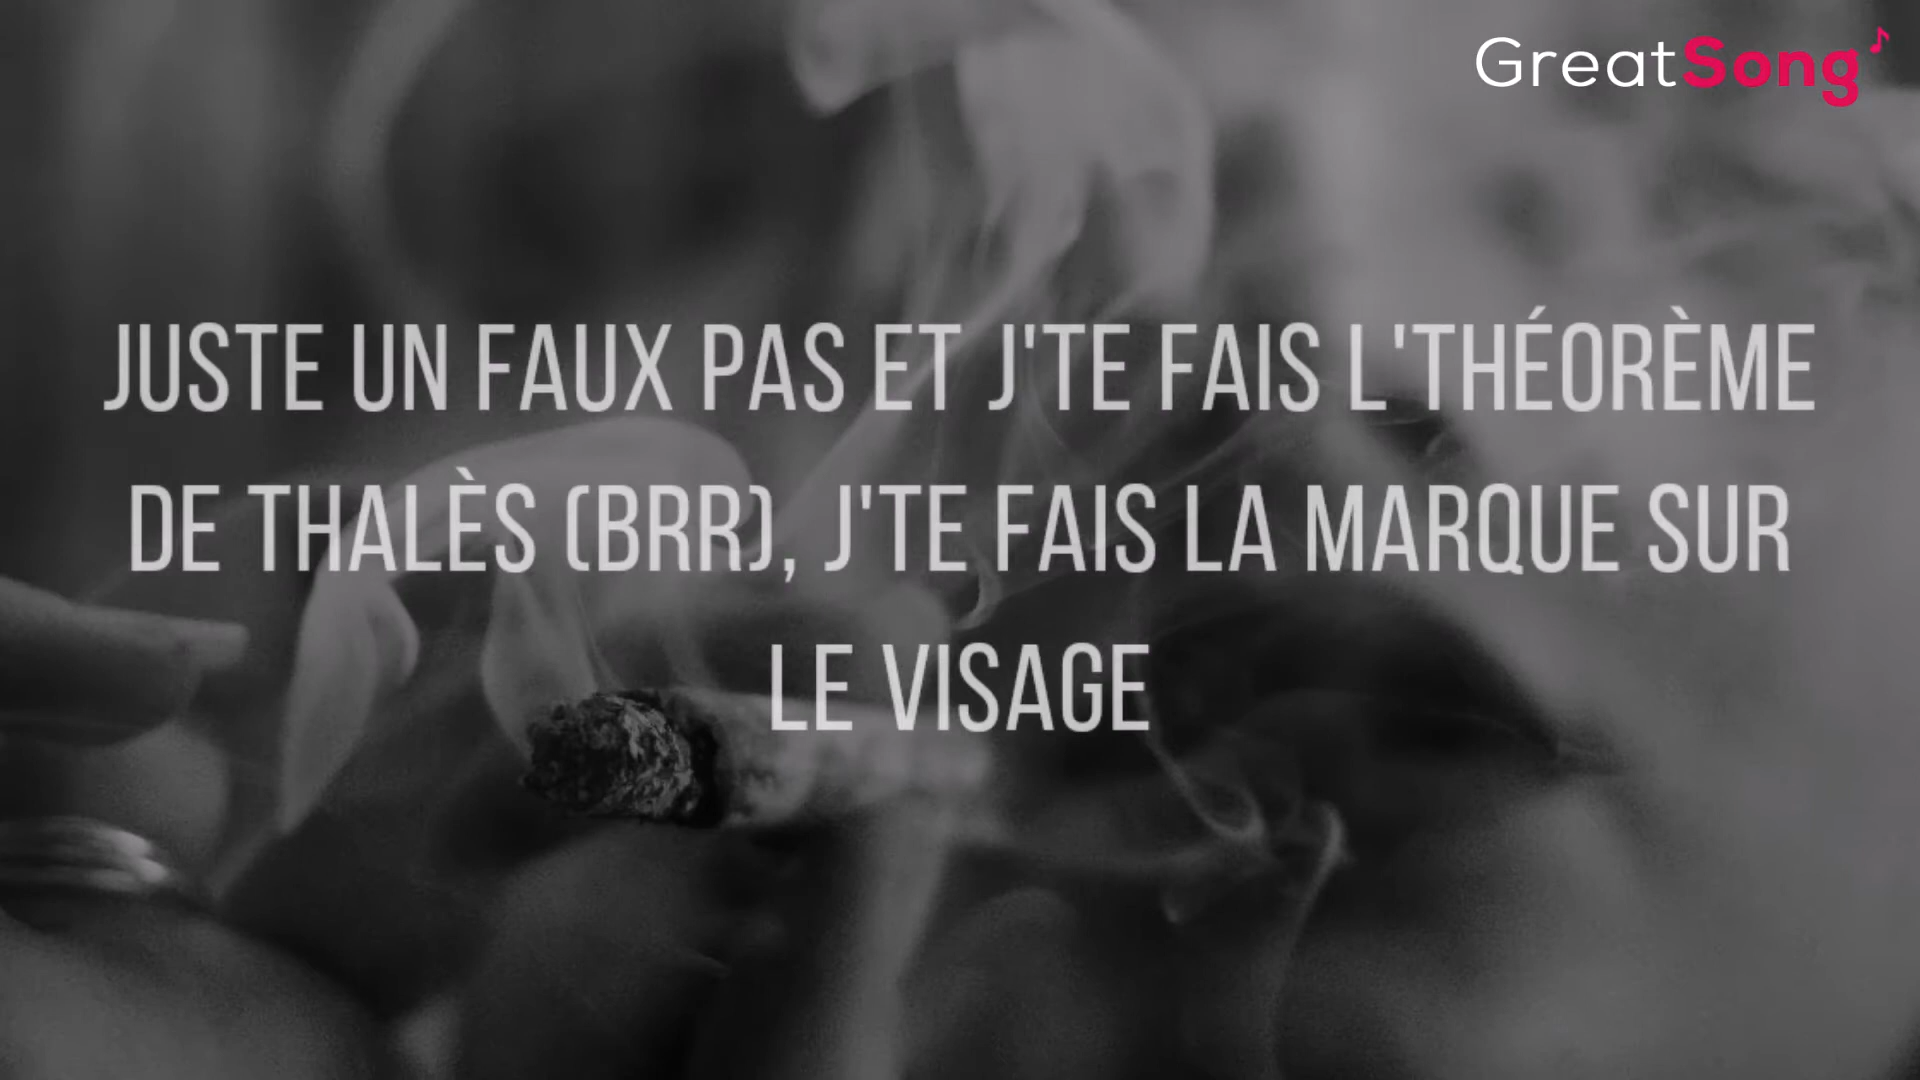 GreatSong
JUSTE UN FAUX PAS ET J'TE FAIS L'THÉORÈME
DE THALÈS (BRR), J'TE FAIS LA MARQUE SUR
LE VISAGE